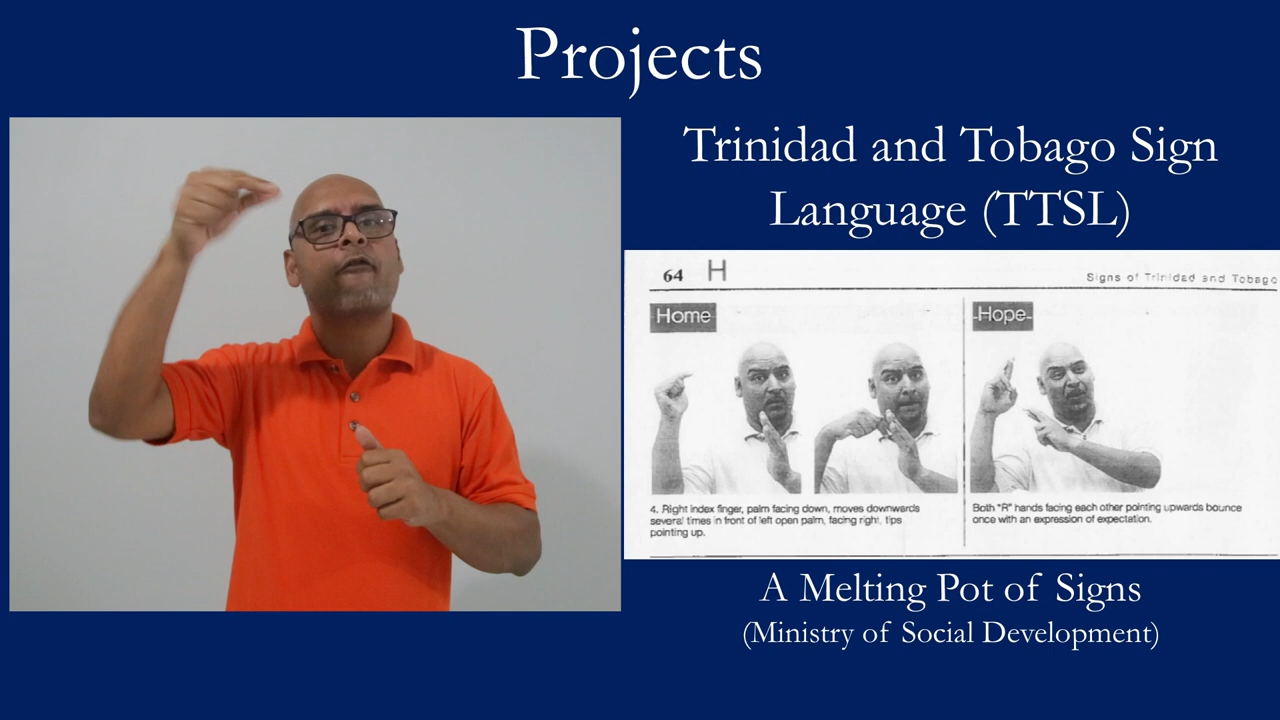 Projects
Trinidad and Tobago Sign
Language (TTSL)
64 H
Signs of Trinidad and Tobago
Home
4. Right index finger, palm facing down, moves downwards
several times in front of left open palm, facing right, tips
pointing up.
Hope
Both "R" hands facing each other pointing upwards bounce
once with an expression of expectation.
A Melting Pot of Signs
(Ministry of Social Development)